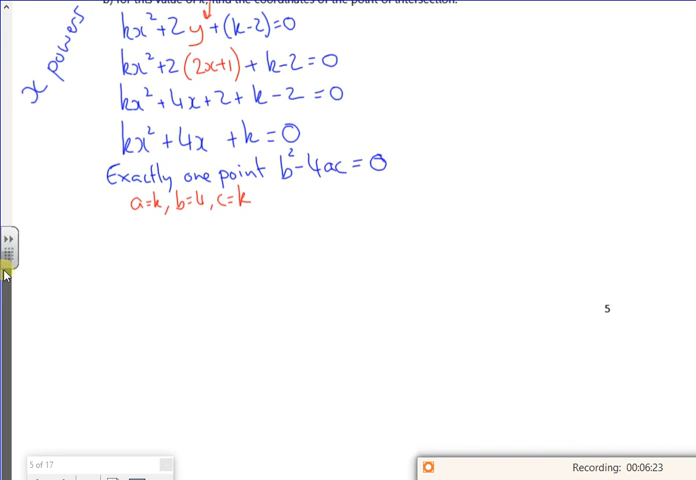 b) for this value of k, find the coordinates of the point of intersection.
x powers
kx²+2y+(k-2)=0
kx²+2(2x+1)+k-2=0
kx²+4x+2+k-2=0
kx²+4x+k=0
Exactly one point b²-4ac=0
a=k, b=4, c=k
5
5 of 17
Recording: 00:06:23